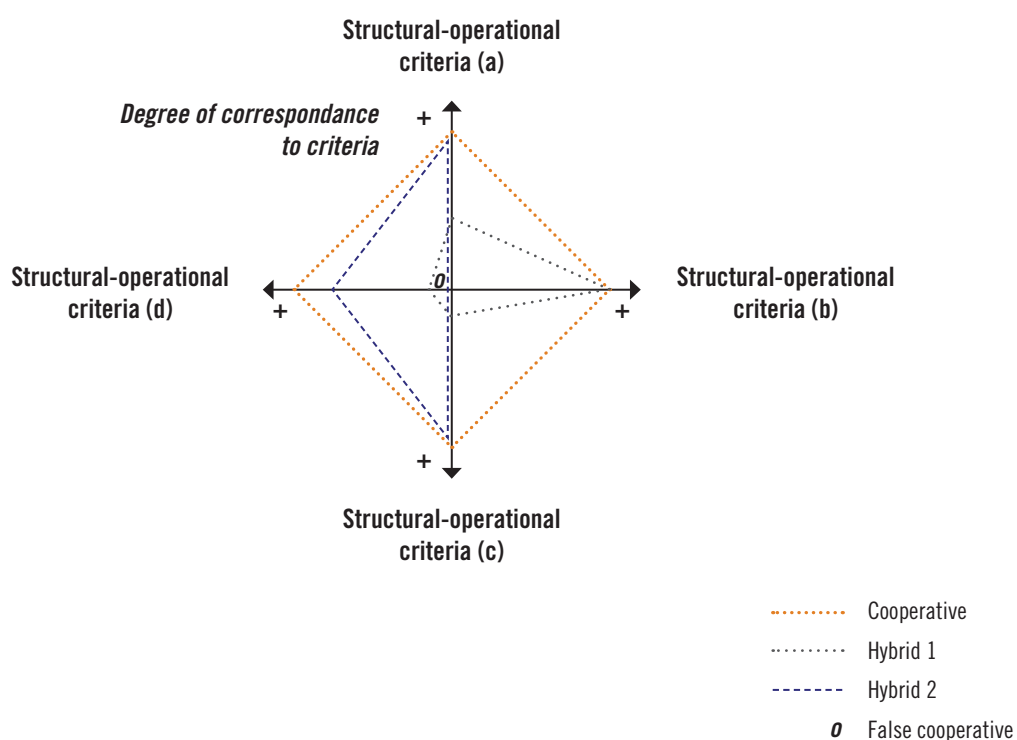 Structural-operational
criteria (a)
Degree of correspondance
to criteria
+
0
Structural-operational
criteria (d)
+
Structural-operational
criteria (b)
+
+
Structural-operational
criteria (c)
Cooperative
Hybrid 1
Hybrid 2
0 False cooperative